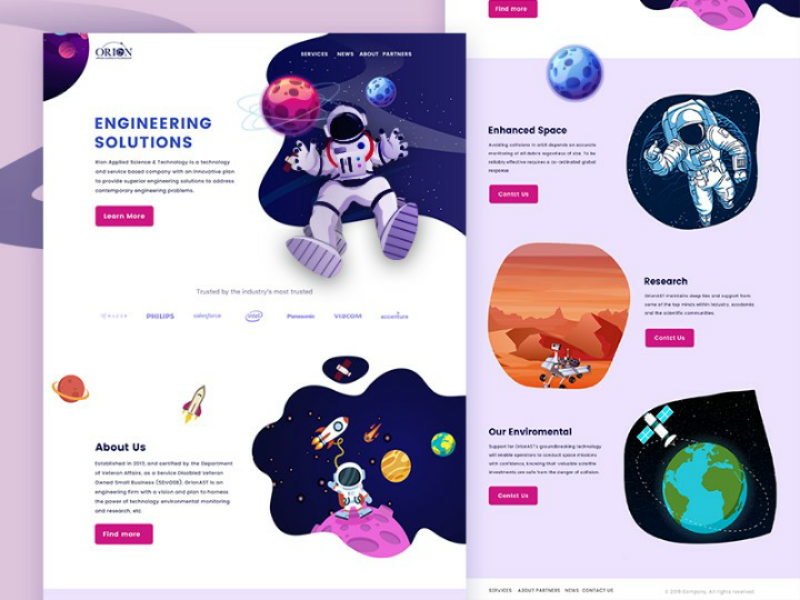 ORION
SERVICES NEWS ABOUT PARTNERS
ENGINEERING
SOLUTIONS
Rion Applied Science & Technology is a technology
and service based company with an innovative plan
to provide superior engineering solutions to address
contemporary engineering problems.
Learn More
Trusted by the industry's most trusted
PHILIPS salesforce intel Panasonic VIACOM accenture
About Us
Established in 2013, and certified by the Department
of Veteran Affairs, as a Service Disabled Veteran
Owned Small Business (SDVOSB), OrionAST is an
engineering firm with a vision and plan to harness
the power of technology environmental monitoring
and research, etc.
Find more
Find more
Enhanced Space
Avoiding collisions in orbit depends on accurate
monitoring of all debris regardless of size. To be
reliably effective requires a co-ordinated global
response
Contct Us
Research
OrionAST maintains deep ties and support from
some of the top minds within industry, academia
and the scientific communities.
Contct Us
Our Enviromental
Support for OrionAST's groundbreaking technology
will enable operators to conduct space missions
with confidence, knowing that valuable satellite
investments are safe from the danger of collision.
Contct Us
SERVICES ABOUT PARTNERS NEWS CONTACT US
© 2019 Company, All rights reserved